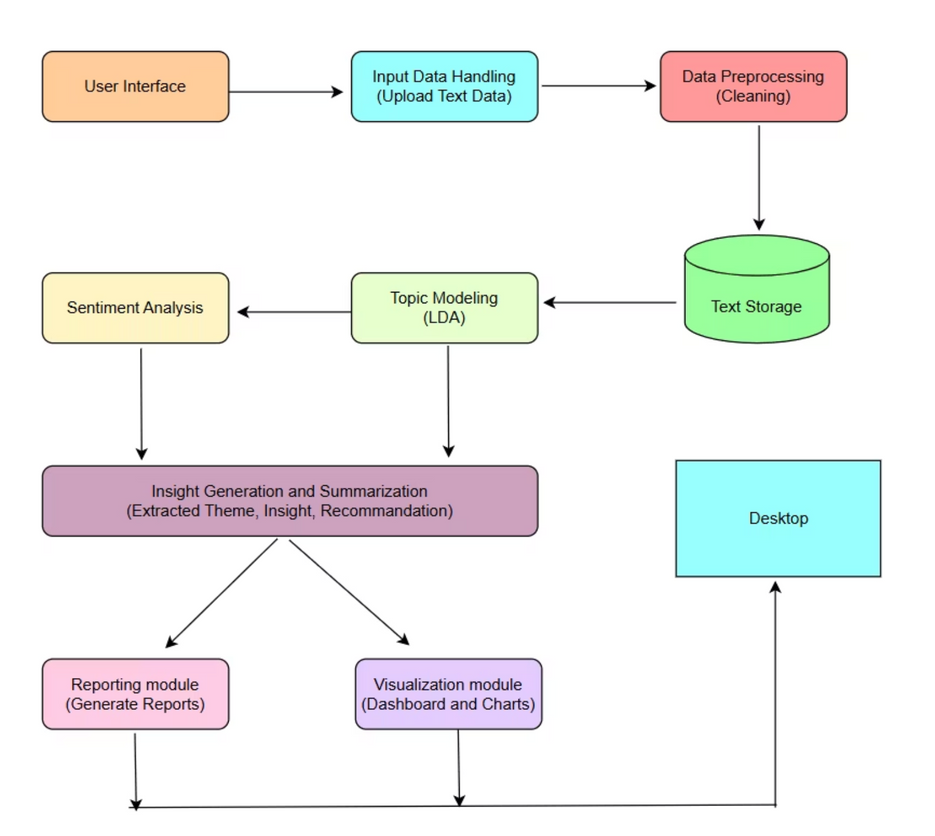 User Interface
Input Data Handling
(Upload Text Data)
Data Preprocessing
(Cleaning)
Sentiment Analysis
Topic Modeling
(LDA)
Text Storage
Insight Generation and Summarization
(Extracted Theme, Insight, Recommandation)
Desktop
Reporting module
(Generate Reports)
Visualization module
(Dashboard and Charts)